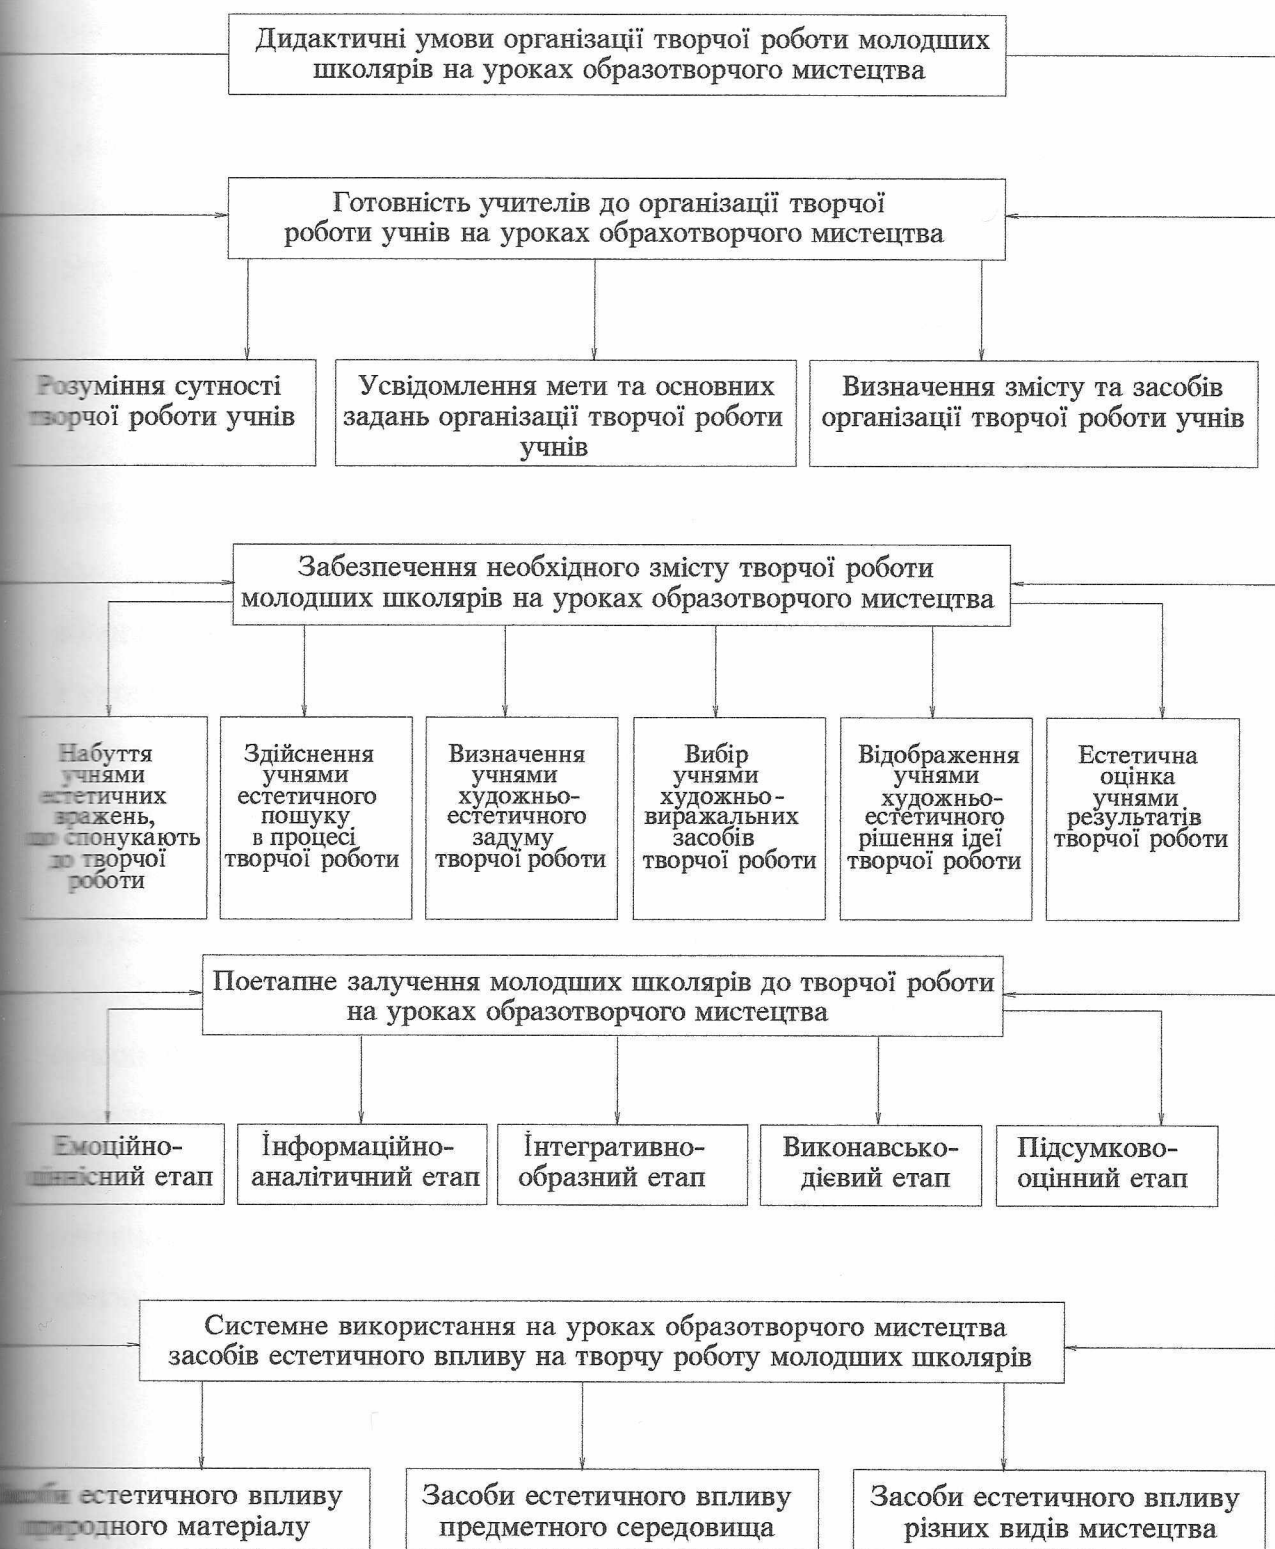 Дидактичні умови організації творчої роботи молодших
школярів на уроках образотворчого мистецтва
Готовність учителів до організації творчої
роботи учнів на уроках обрахотворчого мистецтва
Розуміння сутності
творчої роботи учнів
Усвідомлення мети та основних
задань організації творчої роботи
учнів
Визначення змісту та засобів
організації творчої роботи учнів
Забезпечення необхідного змісту творчої роботи
молодших школярів на уроках образотворчого мистецтва
Набуття
учнями
естетичних
вражень,
що спонукають
до творчої
роботи
Здійснення
учнями
естетичного
пошуку
в процесі
творчої роботи
Визначення
учнями
художньо-
естетичного
задуму
творчої роботи
Вибір
учнями
художньо-
виражальних
засобів
творчої роботи
Відображення
учнями
художньо-
естетичного
рішення ідеї
творчої роботи
Естетична
оцінка
учнями
результатів
творчої роботи
Поетапне залучення молодших школярів до творчої роботи
на уроках образотворчого мистецтва
Емоційно-
ціннісний етап
Інформаційно-
аналітичний етап
Інтегративно-
образний етап
Виконавсько-
дієвий етап
Підсумково-
оцінний етап
Системне використання на уроках образотворчого мистецтва
засобів естетичного впливу на творчу роботу молодших школярів
Засоби естетичного впливу
природного матеріалу
Засоби естетичного впливу
предметного середовища
Засоби естетичного впливу
різних видів мистецтва